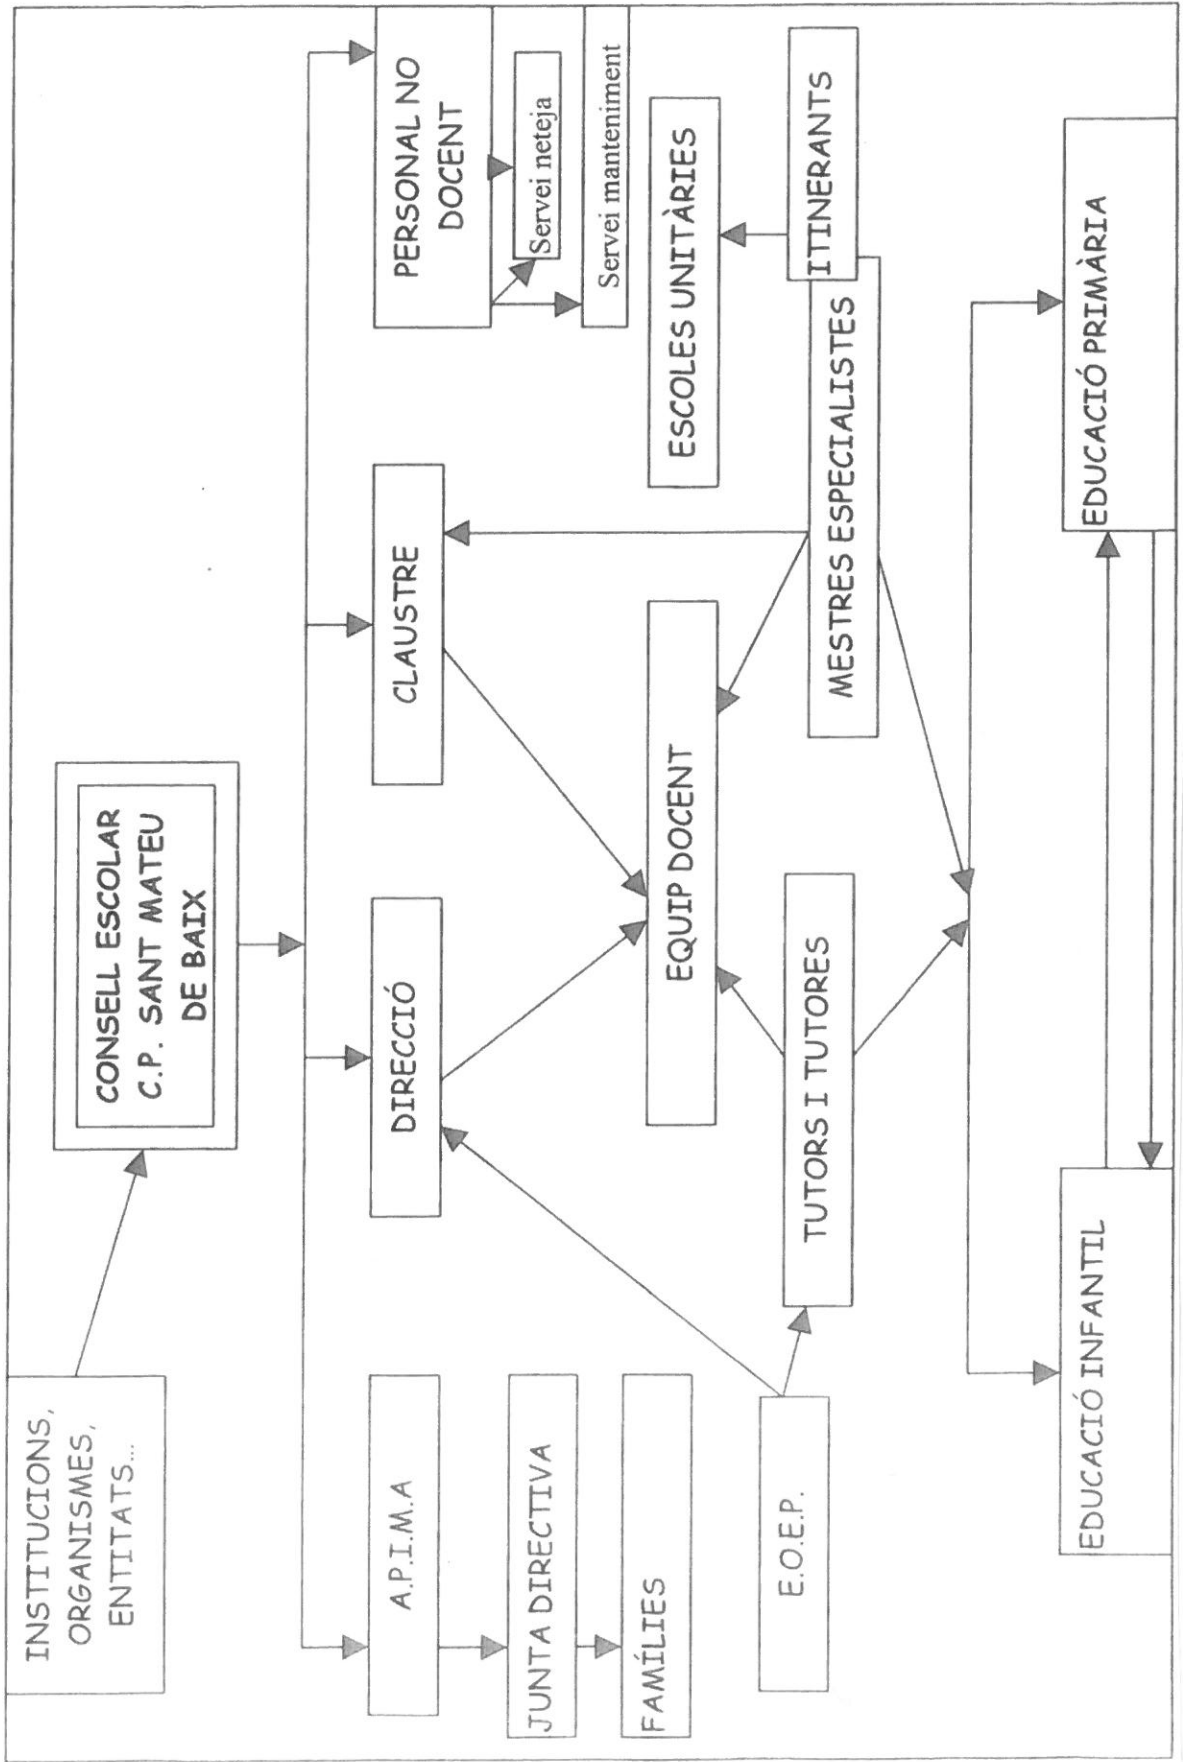 INSTITUCIONS,
ORGANISMES,
ENTITATS...
CONSELL ESCOLAR
C.P. SANT MATEU
DE BAIX
A.P.I.M.A
DIRECCIÓ
CLAUSTRE
PERSONAL NO
DOCENT
Servei neteja
Servei manteniment
JUNTA DIRECTIVA
FAMÍLIES
EQUIP DOCENT
ESCOLES UNITÀRIES
E.O.E.P.
TUTORS I TUTORES
MESTRES ESPECIALISTES
ITINERANTS
EDUCACIÓ INFANTIL
EDUCACIÓ PRIMÀRIA